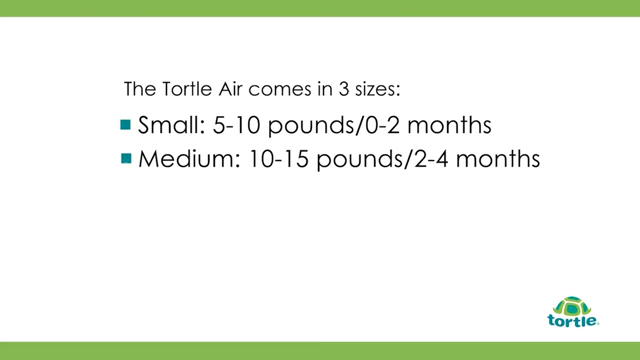 The Tortle Air comes in 3 sizes:
Small: 5-10 pounds/0-2 months
Medium: 10-15 pounds/2-4 months
tortle